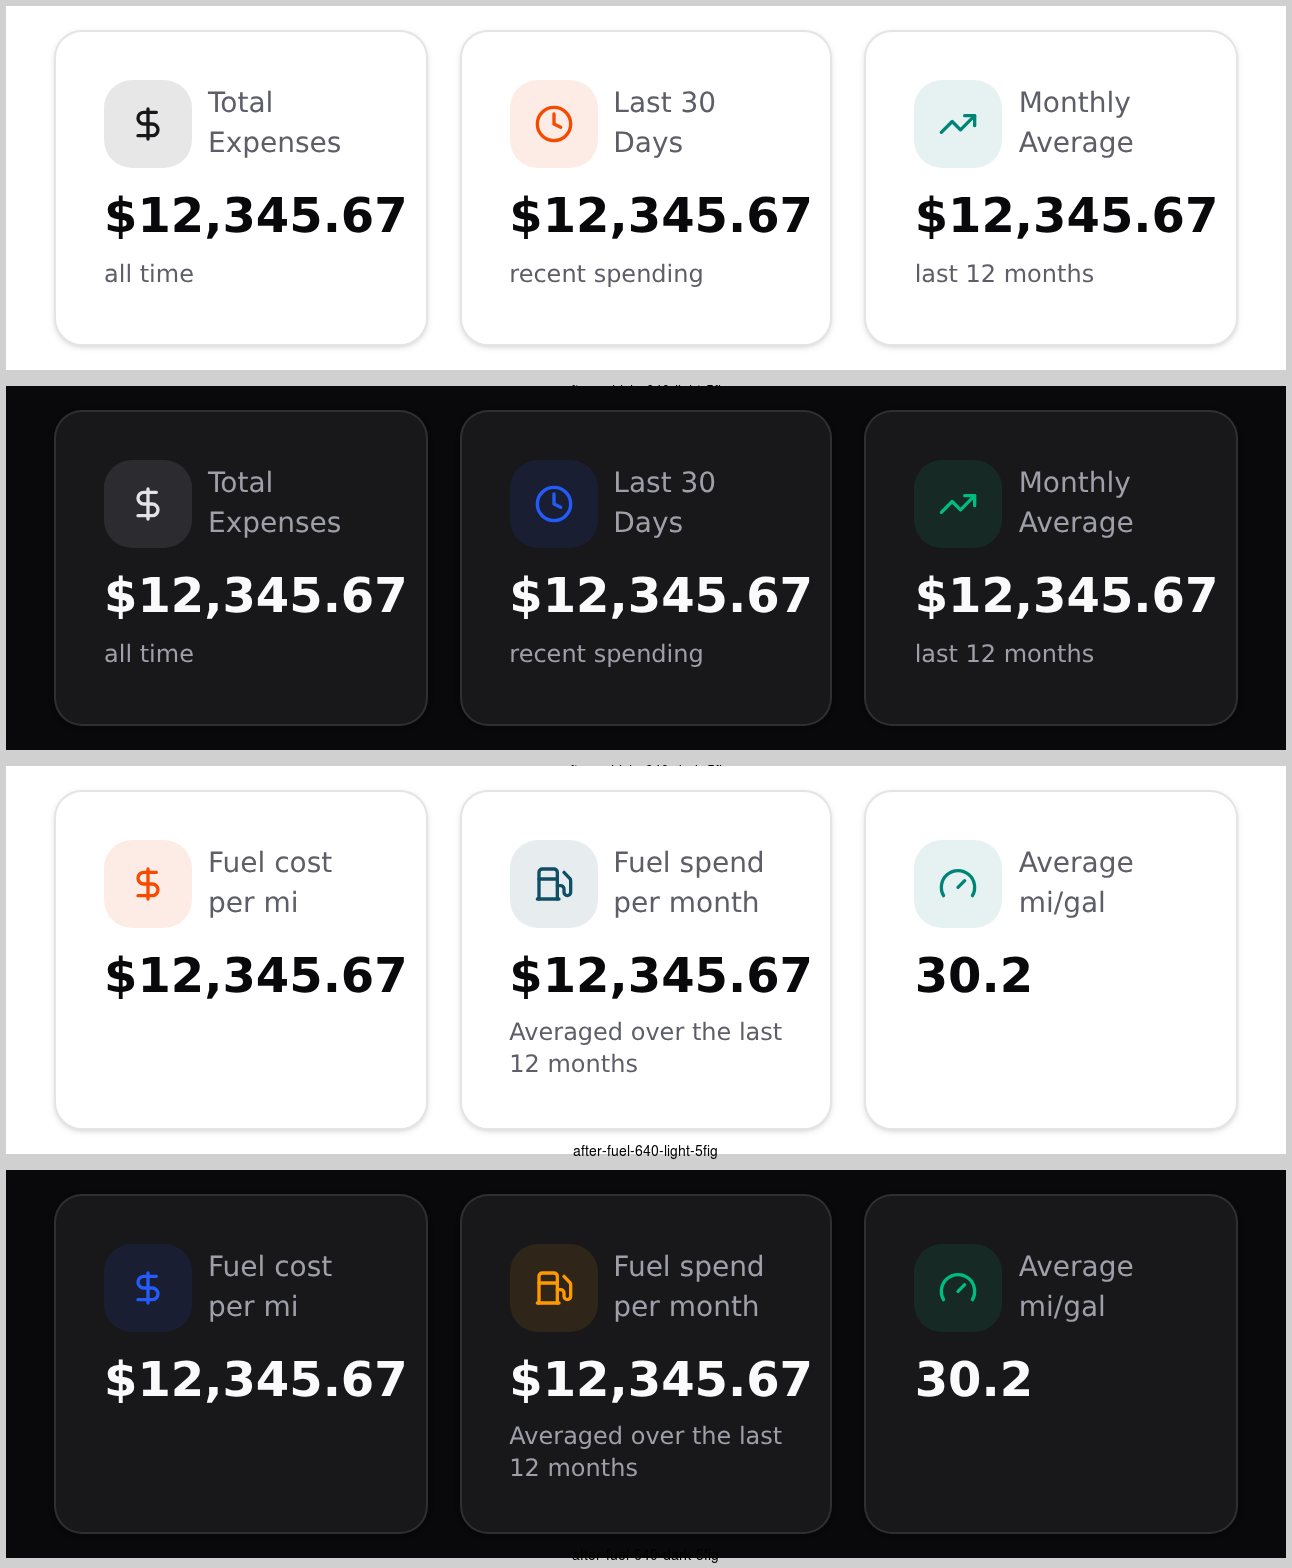 Total
Expenses
$12,345.67
all time
Last 30
Days
$12,345.67
recent spending
Monthly
Average
$12,345.67
last 12 months
Total
Expenses
$12,345.67
all time
Last 30
Days
$12,345.67
recent spending
Monthly
Average
$12,345.67
last 12 months
Fuel cost
per mi
$12,345.67
Fuel spend
per month
$12,345.67
Averaged over the last
12 months
Average
mi/gal
30.2
after-fuel-640-light-5fig
Fuel cost
per mi
$12,345.67
Fuel spend
per month
$12,345.67
Averaged over the last
12 months
Average
mi/gal
30.2
after-fuel-640-dark-5fig